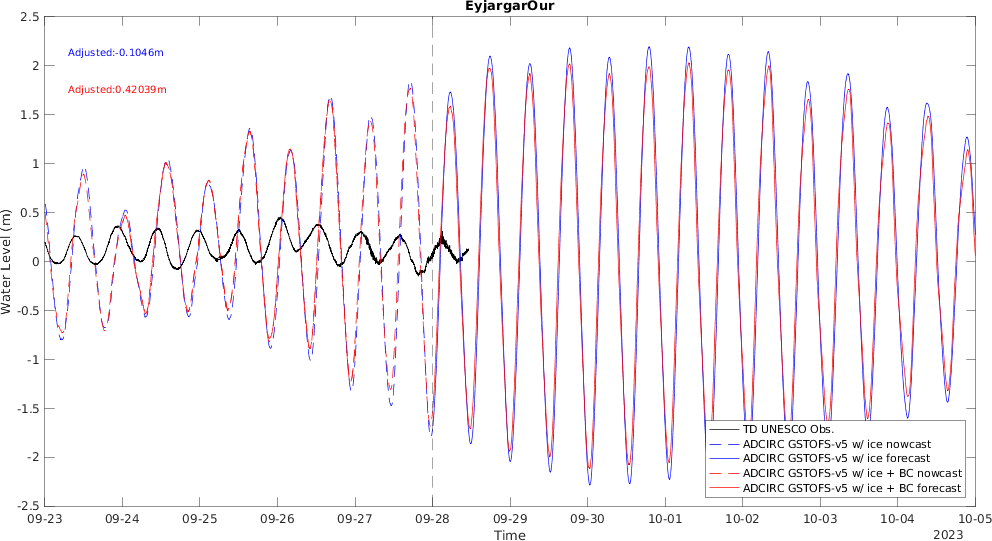 EyjargarOur
2.5
2
1.5
1
0.5
0
-0.5
-1
-1.5
-2
-2.5
Water Level (m)
Adjusted:-0.1046m
Adjusted:0.42039m
TD UNESCO Obs.
ADCIRC GSTOFS-v5 w/ ice nowcast
ADCIRC GSTOFS-v5 w/ ice forecast
ADCIRC GSTOFS-v5 w/ ice + BC nowcast
ADCIRC GSTOFS-v5 w/ ice + BC forecast
09-23 09-24 09-25 09-26 09-27 09-28 09-29 09-30 10-01 10-02 10-03 10-04 10-05
Time
2023